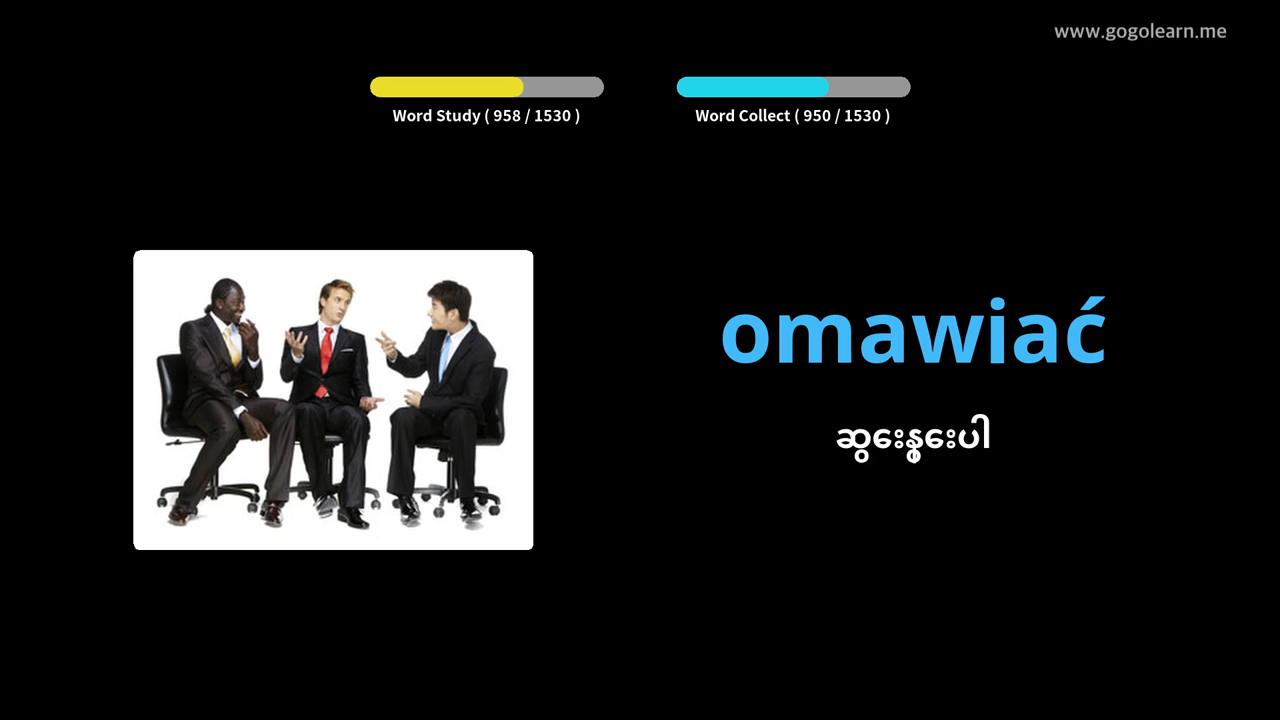 www.gogolearn.me
Word Study ( 958 / 1530 )
Word Collect ( 950 / 1530 )
omawiać
ဆွေးနွေးပါ